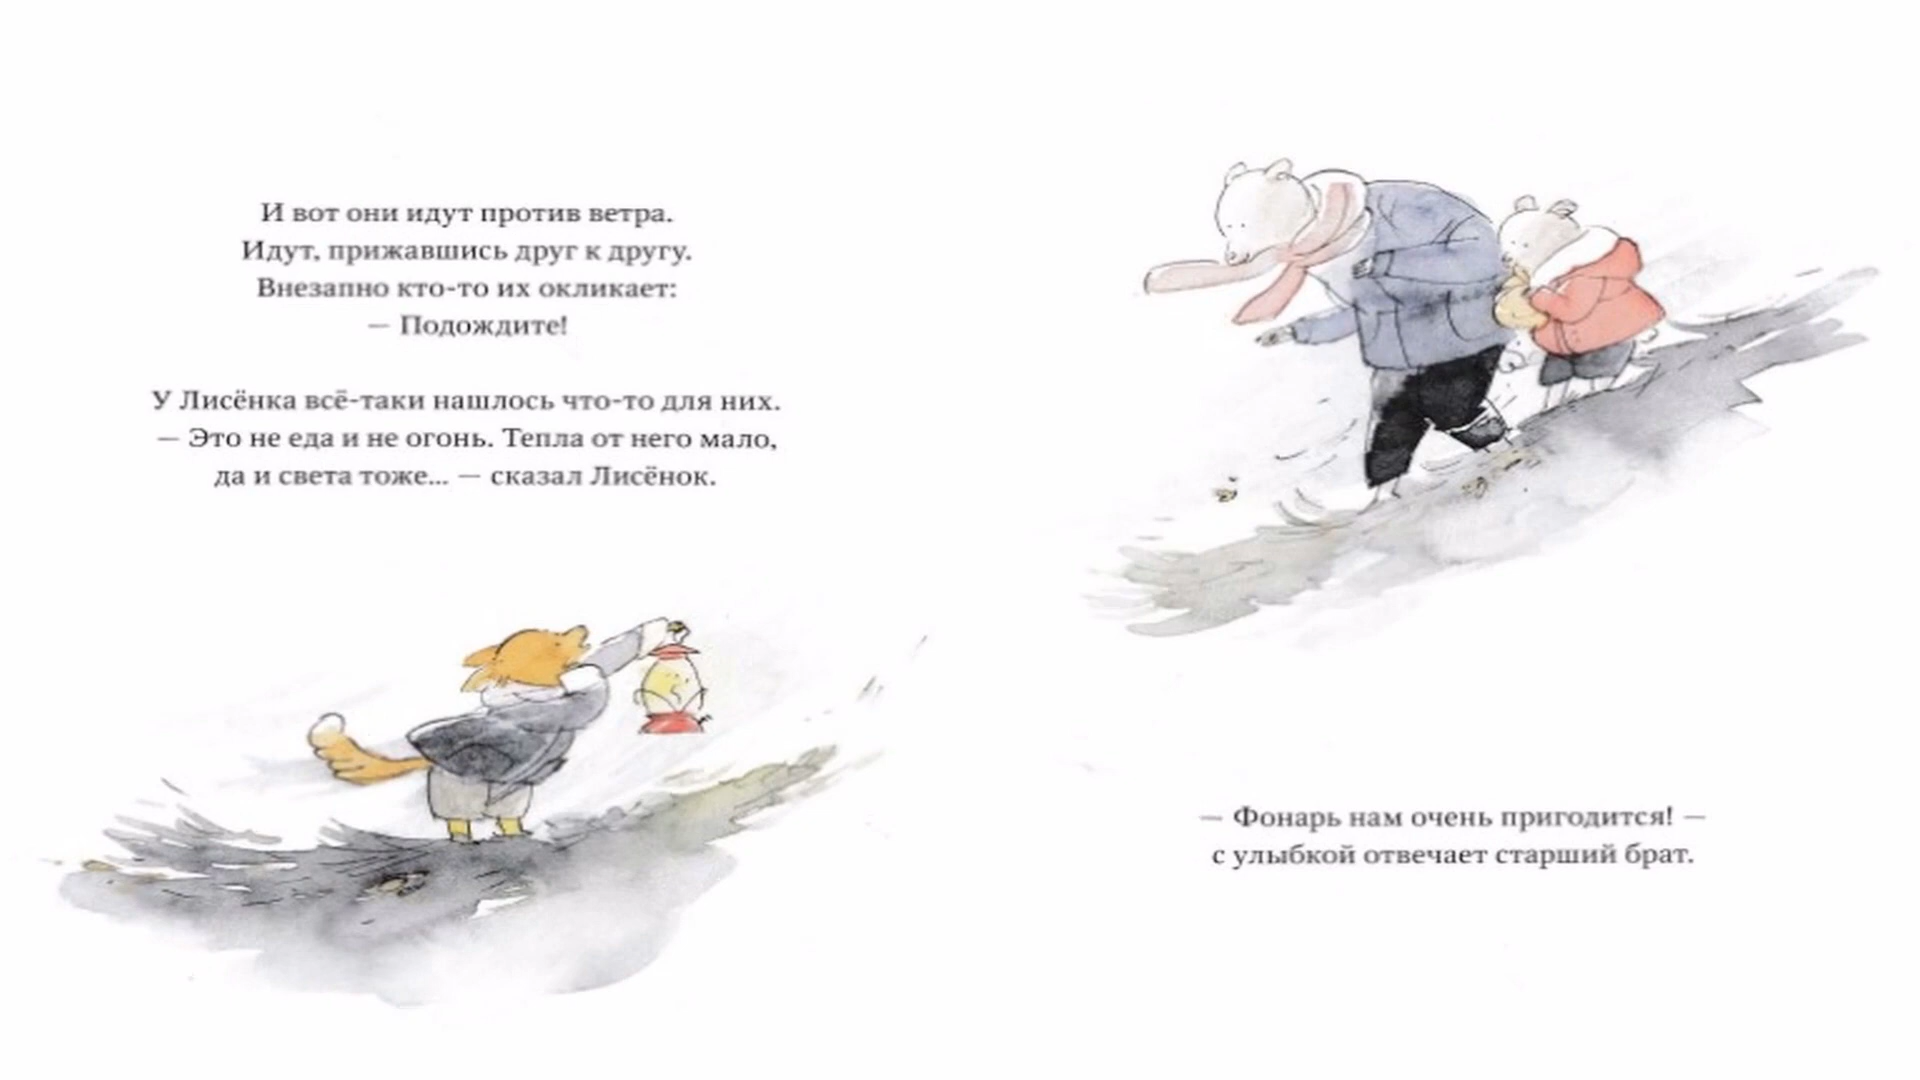 И вот они идут против ветра.
Идут, прижавшись друг к другу.
Внезапно кто-то их окликает:
— Подождите!
У Лисёнка всё-таки нашлось что-то для них.
— Это не еда и не огонь. Тепла от него мало,
да и света тоже... — сказал Лисёнок.
— Фонарь нам очень пригодится! —
с улыбкой отвечает старший брат.